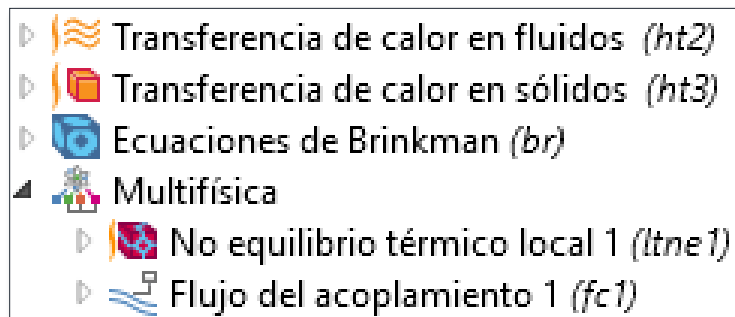 Transferencia de calor en fluidos (ht2)
Transferencia de calor en sólidos (ht3)
Ecuaciones de Brinkman (br)
Multifísica
No equilibrio térmico local 1 (ltne1)
Flujo del acoplamiento 1 (fc1)